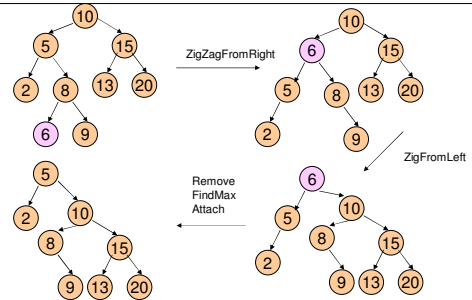 10
5 15
ZigZagFromRight
2 8 13 20
6 9
10
6 15
5 8 13 20
2 9
ZigFromLeft
5
2 10
8 15
9 13 20
Remove
FindMax
Attach
6
5 10
2 8 15
9 13 20